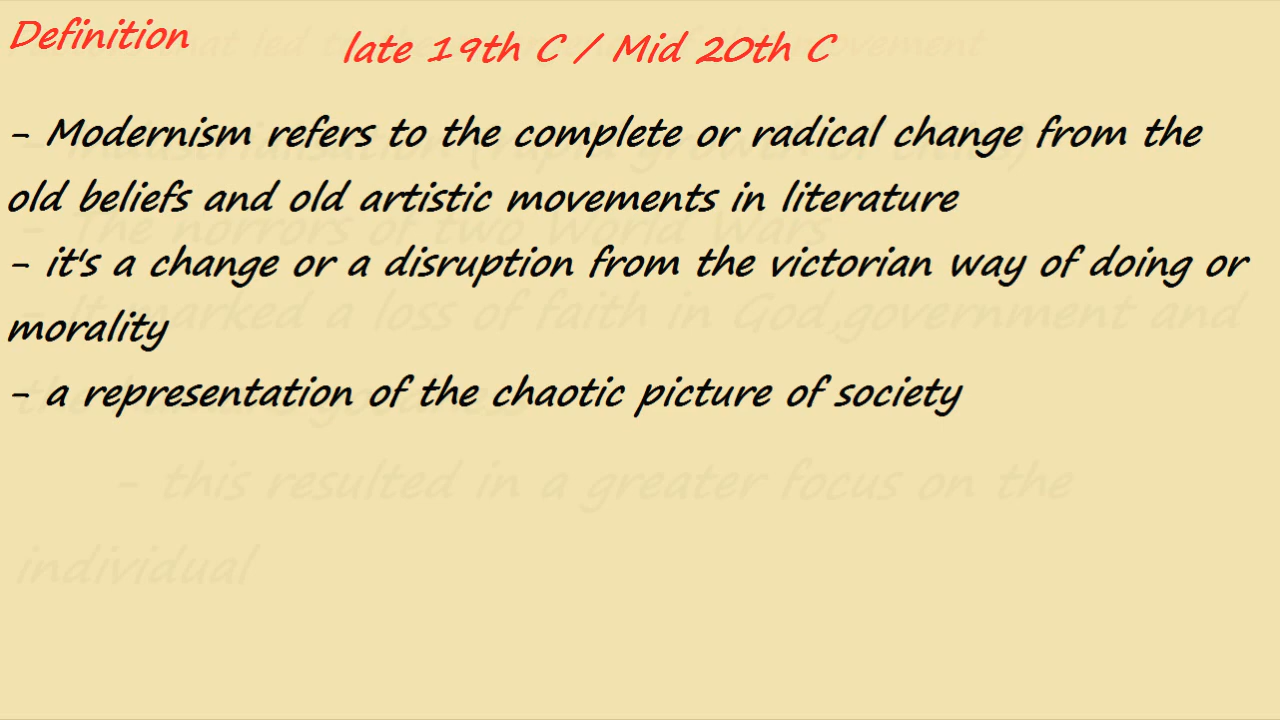 Definition
late 19th C / Mid 20th C
- Modernism refers to the complete or radical change from the
old beliefs and old artistic movements in literature
- it's a change or a disruption from the victorian way of doing or
morality
- a representation of the chaotic picture of society
- Industrialisation (rapid growth of cities)
- The horrors of two World Wars
- It marked a loss of faith in God,government and
- this resulted in a greater focus on the
individual